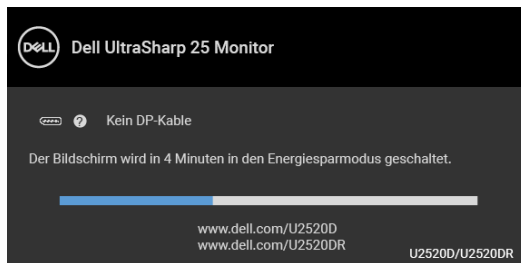 DELL
Dell UltraSharp 25 Monitor
? Kein DP-Kable
Der Bildschirm wird in 4 Minuten in den Energiesparmodus geschaltet.
www.dell.com/U2520D
www.dell.com/U2520DR
U2520D/U2520DR